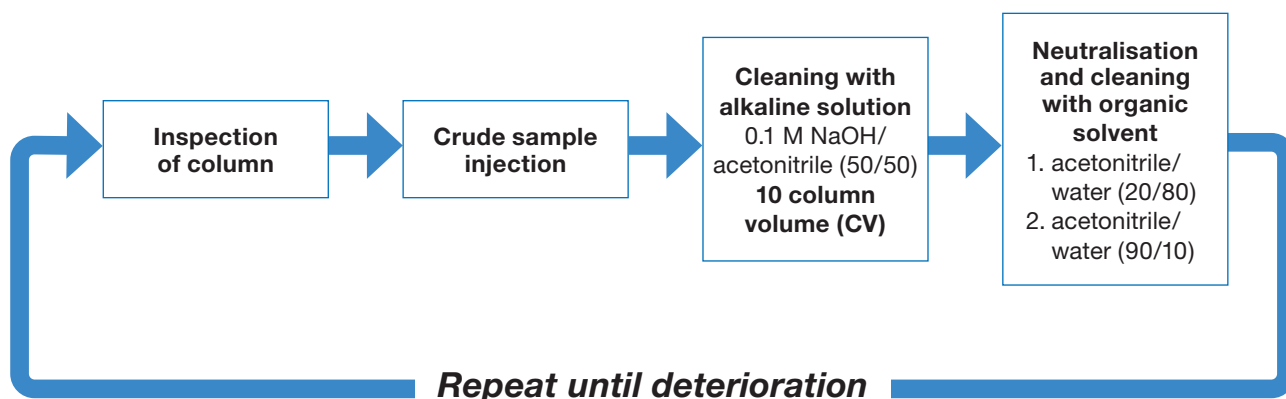 Inspection
of column
Crude sample
injection
Cleaning with
alkaline solution
0.1 M NaOH/
acetonitrile (50/50)
10 column
volume (CV)
Neutralisation
and cleaning
with organic
solvent
1. acetonitrile/
water (20/80)
2. acetonitrile/
water (90/10)
Repeat until deterioration